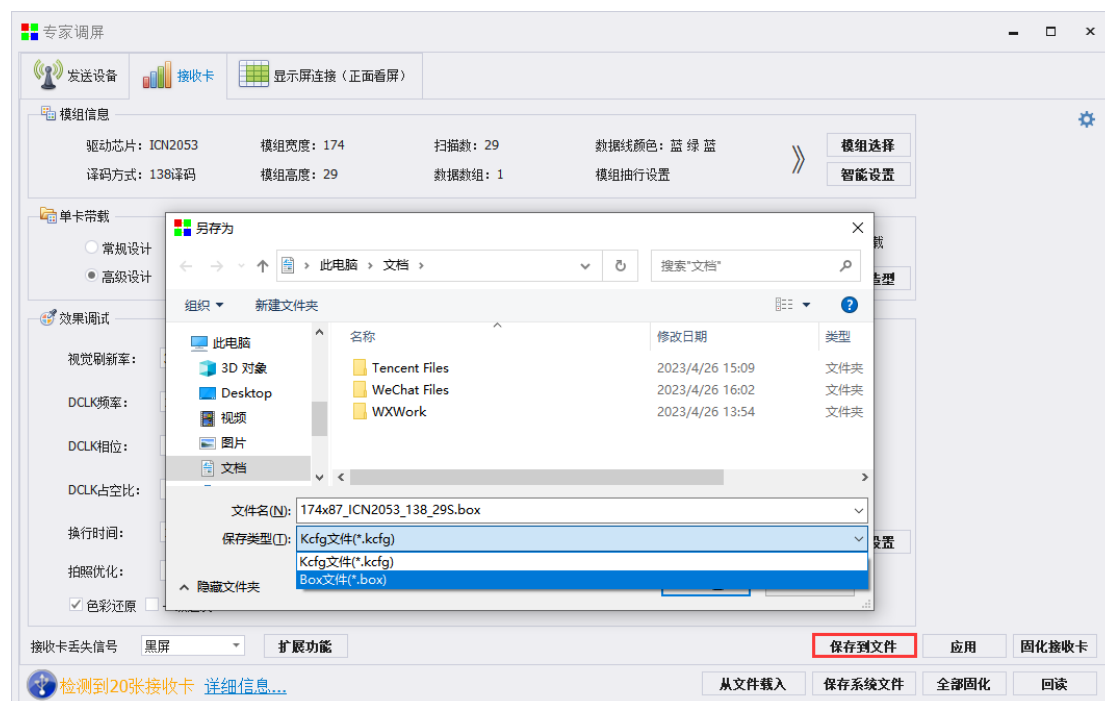 专家调屏
发送设备 接收卡 显示屏连接（正面看屏）
模组信息
驱动芯片：ICN2053 模组宽度：174 扫描数：29 数据线颜色：蓝 绿 蓝 模组选择
译码方式：138译码 模组高度：29 数据数组：1 模组抽行设置 智能设置
单卡带载
常规设计
高级设计
载
造型
另存为
此电脑 › 文档 › 搜索"文档"
组织 新建文件夹
名称 修改日期 类型
此电脑
3D 对象
Desktop
视频
图片
文档
Tencent Files 2023/4/26 15:09 文件夹
WeChat Files 2023/4/26 16:02 文件夹
WXWork 2023/4/26 13:54 文件夹
文件名(N): 174x87_ICN2053_138_29S.box
保存类型(T): Kcfg文件(*.kcfg)
Kcfg文件(*.kcfg)
Box文件(*.box)
隐藏文件夹
效果调试
视觉刷新率：
DCLK频率：
DCLK相位：
DCLK占空比：
换行时间： 设置
拍照优化：
色彩还原
接收卡丢失信号 黑屏 扩展功能 保存到文件 应用 固化接收卡
检测到20张接收卡 详细信息... 从文件载入 保存系统文件 全部固化 回读